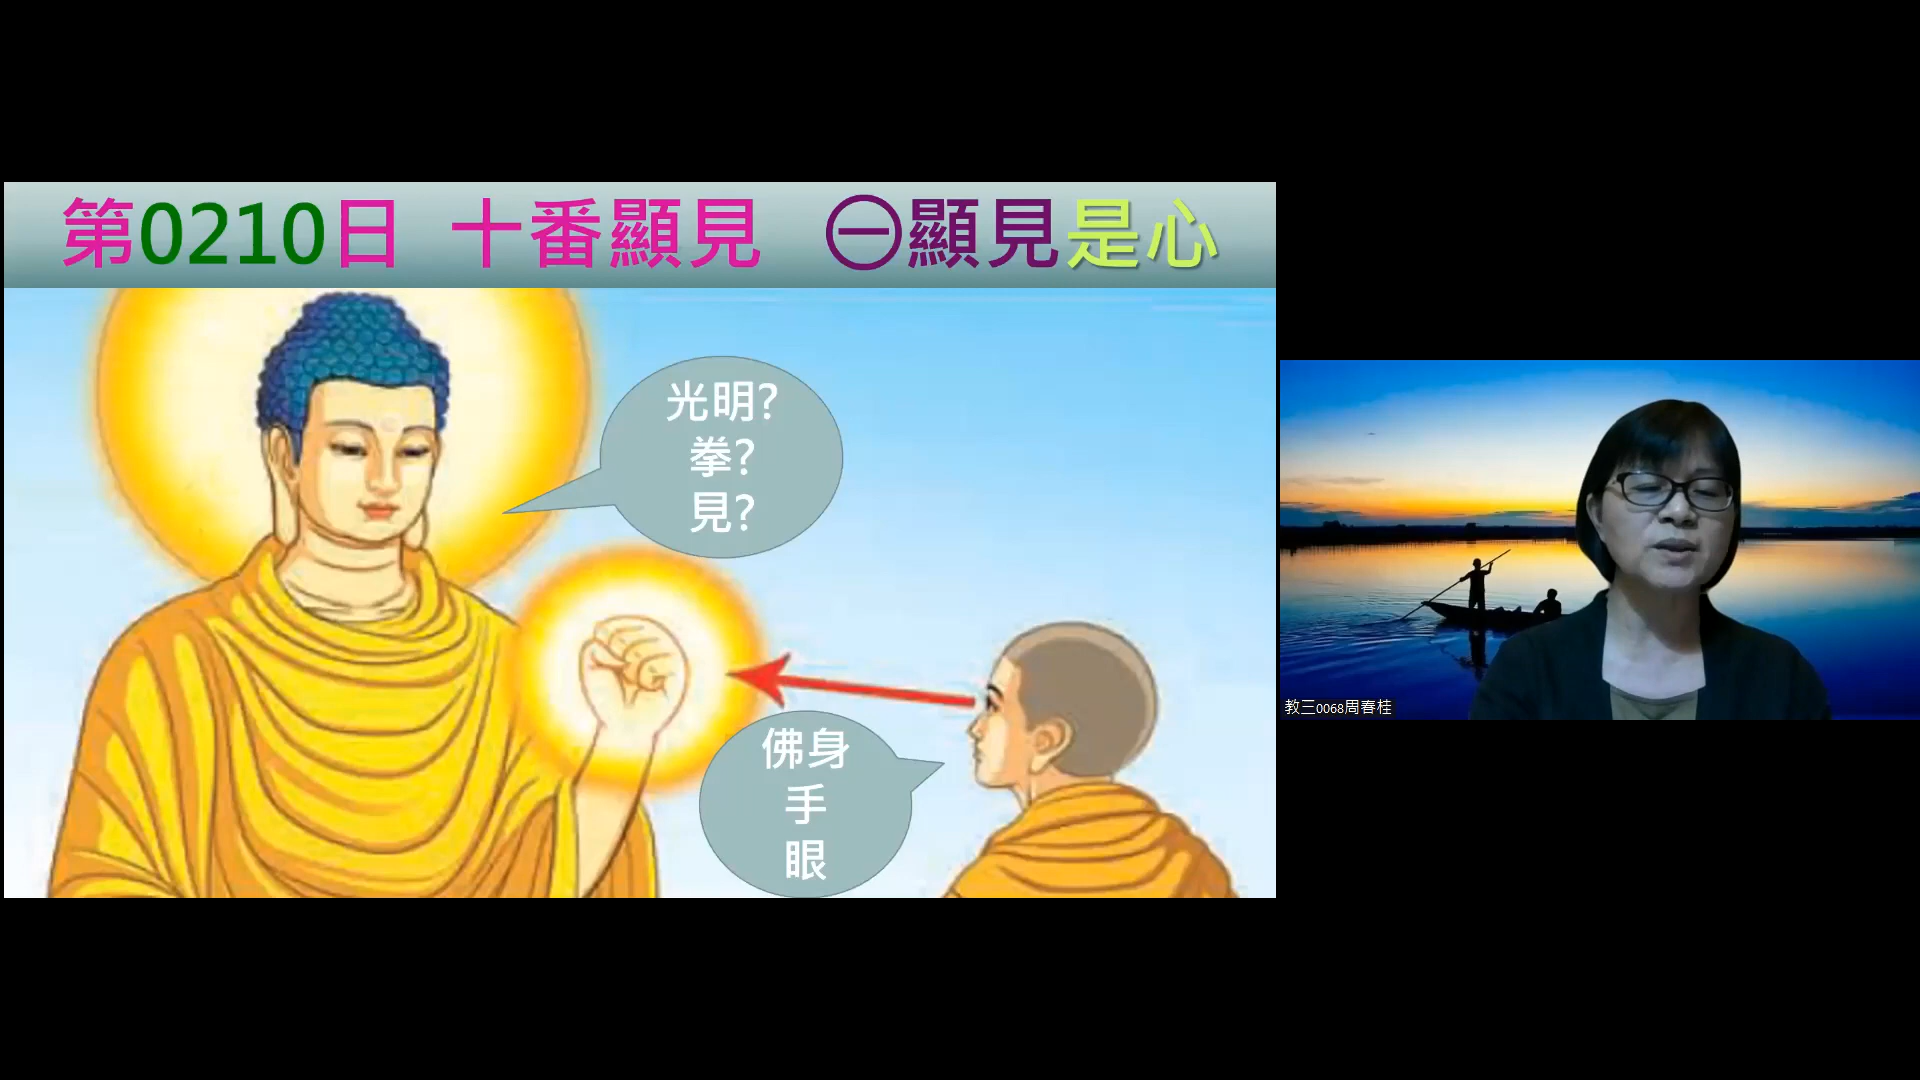 第0210日 十番顯見 ㊀顯見是心
光明?
拳?
見?
佛身
手
眼
教三0068周春桂